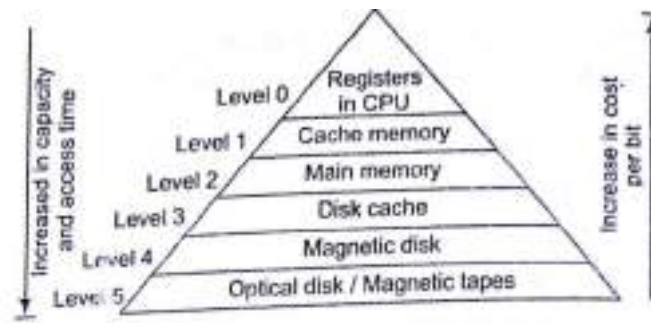 Increased in capacity
and access time
Level 0
Registers
in CPU
Level 1
Cache memory
Level 2
Main memory
Level 3
Disk cache
Level 4
Magnetic disk
Level 5
Optical disk / Magnetic tapes
Increase in cost
per bit